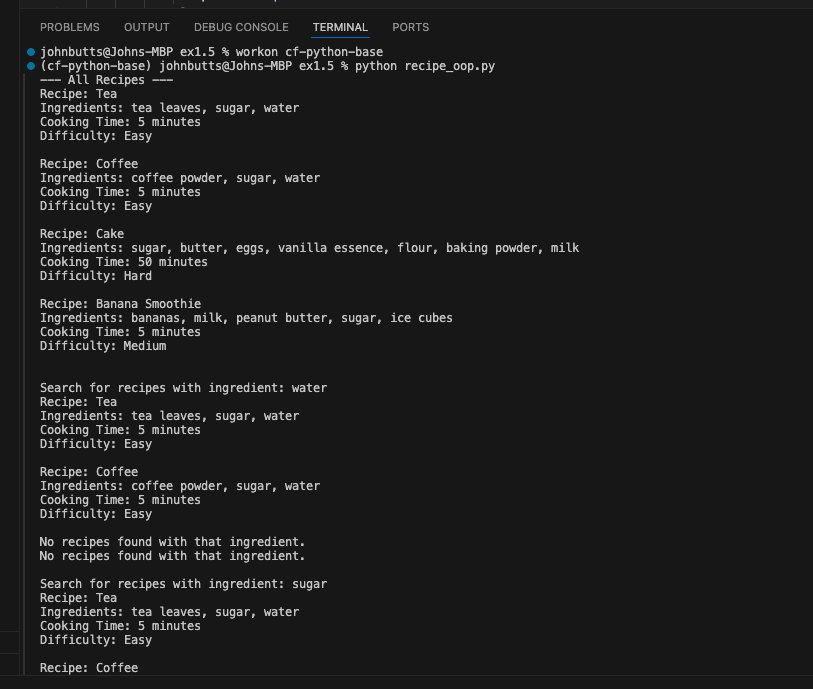 PROBLEMS OUTPUT DEBUG CONSOLE TERMINAL PORTS
johnbutts@Johns-MBP ex1.5 % workon cf-python-base
(cf-python-base) johnbutts@Johns-MBP ex1.5 % python recipe_oop.py
--- All Recipes ---
Recipe: Tea
Ingredients: tea leaves, sugar, water
Cooking Time: 5 minutes
Difficulty: Easy

Recipe: Coffee
Ingredients: coffee powder, sugar, water
Cooking Time: 5 minutes
Difficulty: Easy

Recipe: Cake
Ingredients: sugar, butter, eggs, vanilla essence, flour, baking powder, milk
Cooking Time: 50 minutes
Difficulty: Hard

Recipe: Banana Smoothie
Ingredients: bananas, milk, peanut butter, sugar, ice cubes
Cooking Time: 5 minutes
Difficulty: Medium

Search for recipes with ingredient: water
Recipe: Tea
Ingredients: tea leaves, sugar, water
Cooking Time: 5 minutes
Difficulty: Easy

Recipe: Coffee
Ingredients: coffee powder, sugar, water
Cooking Time: 5 minutes
Difficulty: Easy

No recipes found with that ingredient.
No recipes found with that ingredient.

Search for recipes with ingredient: sugar
Recipe: Tea
Ingredients: tea leaves, sugar, water
Cooking Time: 5 minutes
Difficulty: Easy

Recipe: Coffee